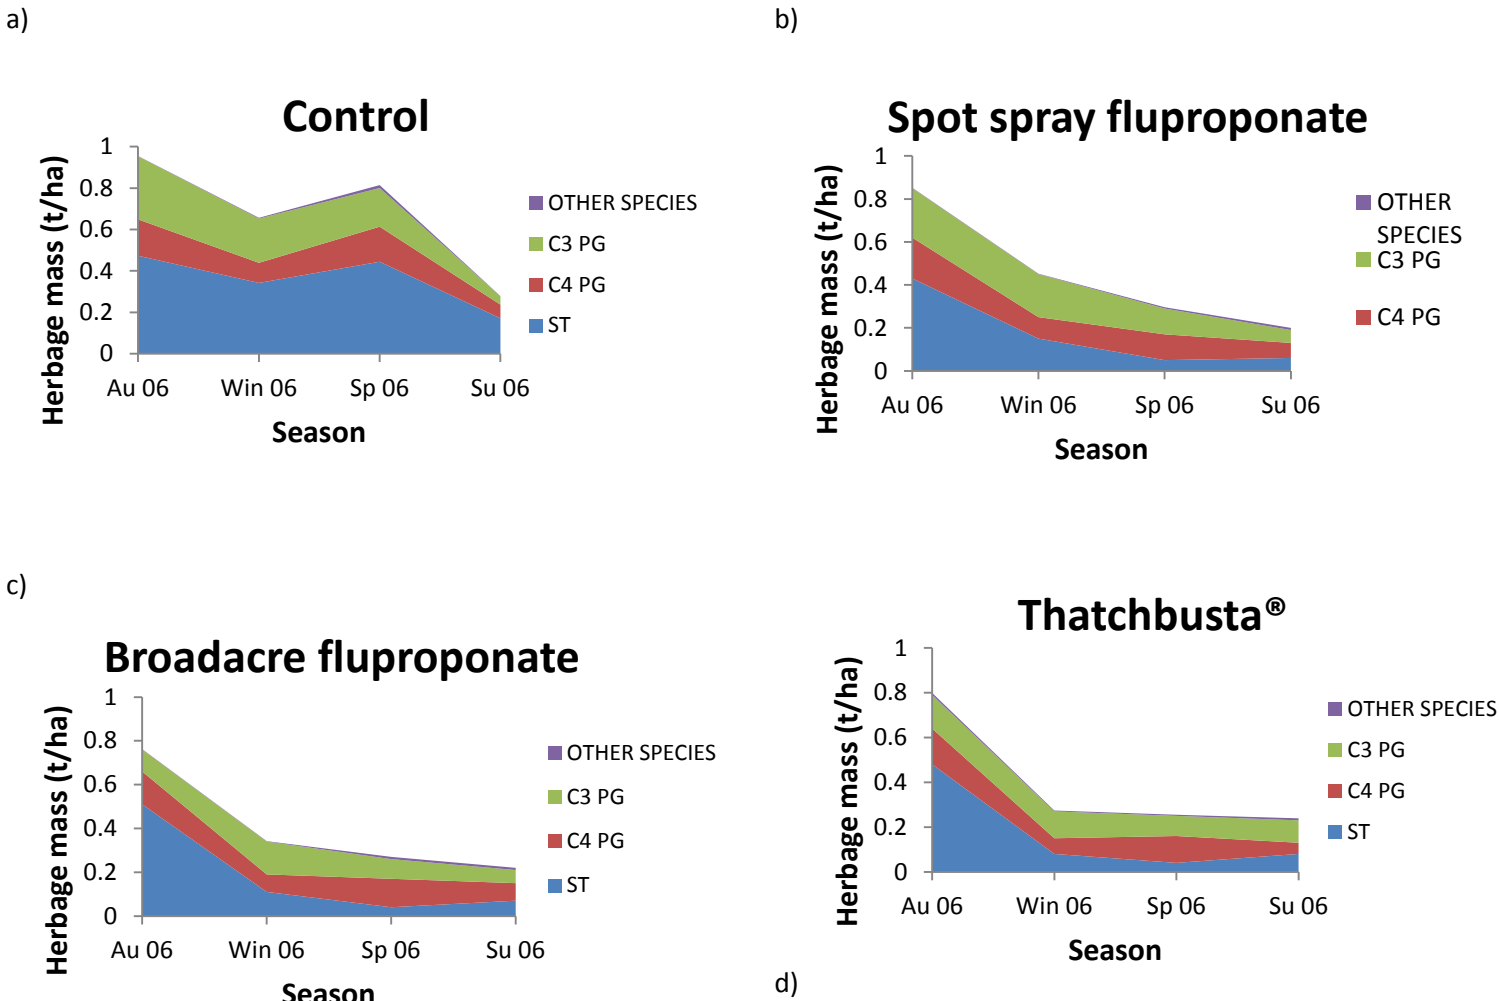 a)
Control
Herbage mass (t/ha)
1
0.8
0.6
0.4
0.2
0
Au 06 Win 06 Sp 06 Su 06
Season
OTHER SPECIES
C3 PG
C4 PG
ST
b)
Spot spray fluproponate
Herbage mass (t/ha)
1
0.8
0.6
0.4
0.2
0
Au 06 Win 06 Sp 06 Su 06
Season
OTHER
SPECIES
C3 PG
C4 PG
c)
Broadacre fluproponate
Herbage mass (t/ha)
1
0.8
0.6
0.4
0.2
0
Au 06 Win 06 Sp 06 Su 06
Season
OTHER SPECIES
C3 PG
C4 PG
ST
Thatchbusta®
Herbage mass (t/ha)
1
0.8
0.6
0.4
0.2
0
Au 06 Win 06 Sp 06 Su 06
Season
OTHER SPECIES
C3 PG
C4 PG
ST
d)